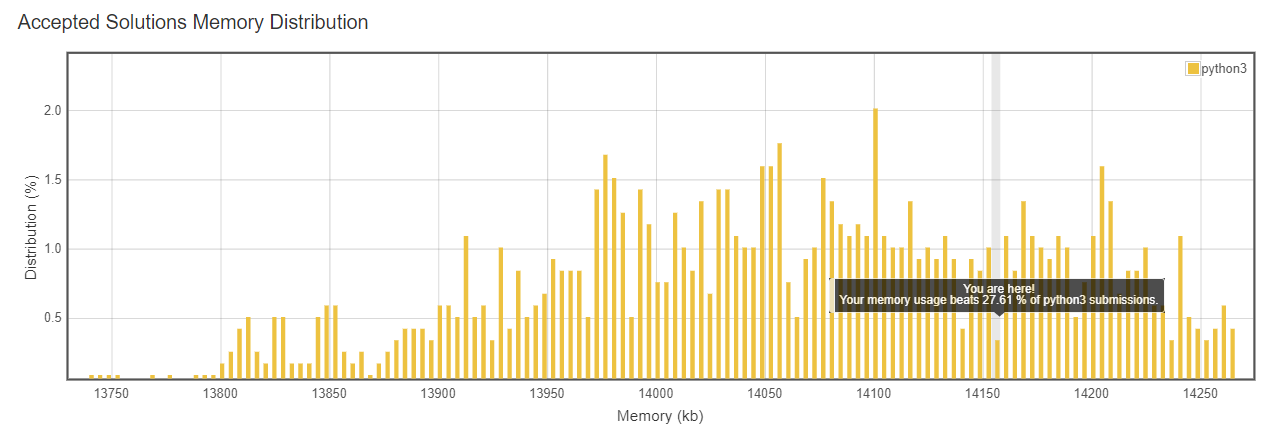 Accepted Solutions Memory Distribution
python3
Distribution (%)
2.0
1.5
1.0
0.5
You are here!
Your memory usage beats 27.61 % of python3 submissions.
13750 13800 13850 13900 13950 14000 14050 14100 14150 14200 14250
Memory (kb)